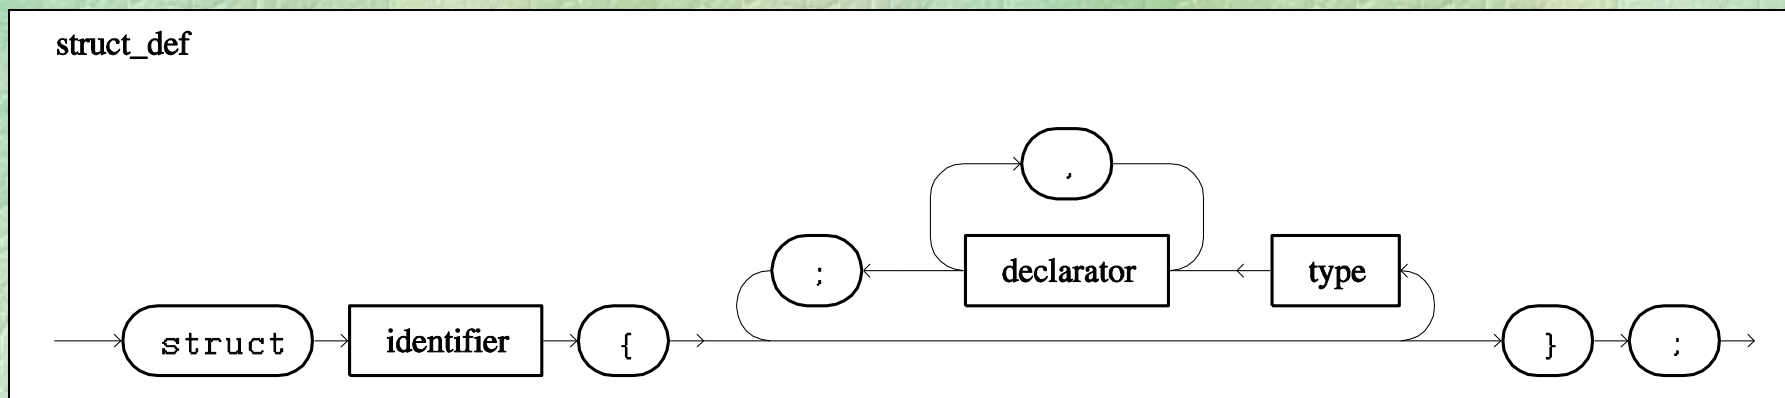 struct_def
,
; declarator type
struct identifier { } ;